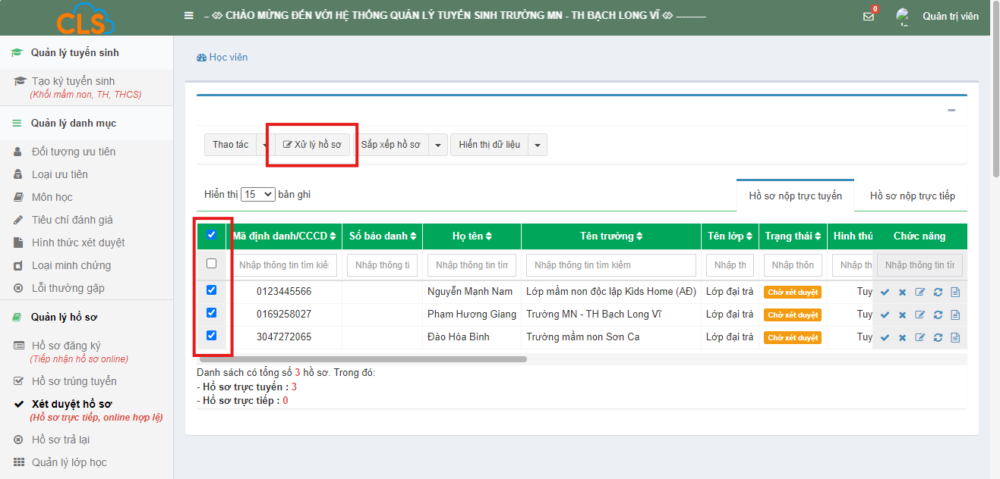 CLS
– <> CHÀO MỪNG ĐẾN VỚI HỆ THỐNG QUẢN LÝ TUYỂN SINH TRƯỜNG MN - TH BẠCH LONG VĨ <> ----------
0
Quản trị viên
Quản lý tuyển sinh
Tạo kỳ tuyển sinh
(Khối mầm non, TH, THCS)
Quản lý danh mục
Đối tượng ưu tiên
Loại ưu tiên
Môn học
Tiêu chí đánh giá
Hình thức xét duyệt
Loại minh chứng
Lỗi thường gặp
Quản lý hồ sơ
Hồ sơ đăng ký
(Tiếp nhận hồ sơ online)
Hồ sơ trúng tuyển
Xét duyệt hồ sơ
(Hồ sơ trực tiếp, online hợp lệ)
Hồ sơ trả lại
Quản lý lớp học
Học viên
Thao tác Xử lý hồ sơ Sắp xếp hồ sơ Hiển thị dữ liệu
Hiển thị 15 bản ghi
Hồ sơ nộp trực tuyến Hồ sơ nộp trực tiếp
Mã định danh/CCCD Số báo danh Họ tên Tên trường Tên lớp Trạng thái Hình thứ Chức năng
Nhập thông tin tìm kiế Nhập thông ti Nhập thông tin tìm Nhập thông tin tìm kiếm Nhập th Nhập thôn Nhập th Nhập thông tin tìr
0123445566 Nguyễn Mạnh Nam Lớp mầm non độc lập Kids Home (AĐ) Lớp đại trà Chờ xét duyệt Tuy
0169258027 Phạm Hương Giang Trường MN - TH Bạch Long Vĩ Lớp đại trà Chờ xét duyệt Tuy
3047272065 Đào Hòa Bình Trường mầm non Sơn Ca Lớp đại trà Chờ xét duyệt Tuy
Danh sách có tổng số 3 hồ sơ. Trong đó:
- Hồ sơ trực tuyến : 3
- Hồ sơ trực tiếp : 0